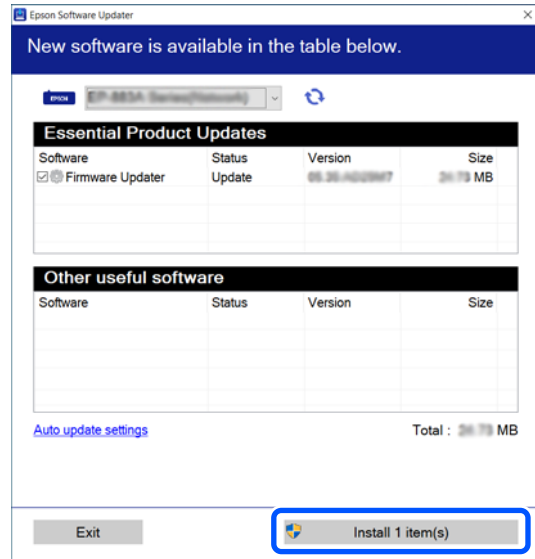 Epson Software Updater
New software is available in the table below.
EPSON
Essential Product Updates
Software Status Version Size
Firmware Updater Update MB
Other useful software
Software Status Version Size
Auto update settings Total : MB
Exit Install 1 item(s)